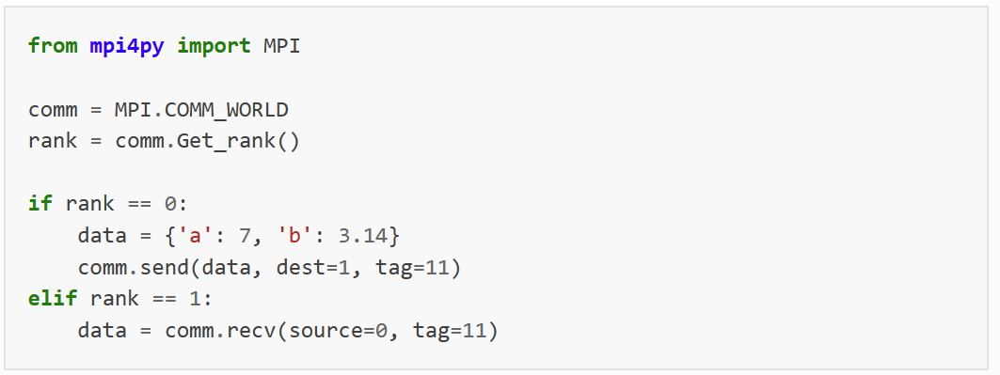 from mpi4py import MPI

comm = MPI.COMM_WORLD
rank = comm.Get_rank()

if rank == 0:
    data = {'a': 7, 'b': 3.14}
    comm.send(data, dest=1, tag=11)
elif rank == 1:
    data = comm.recv(source=0, tag=11)